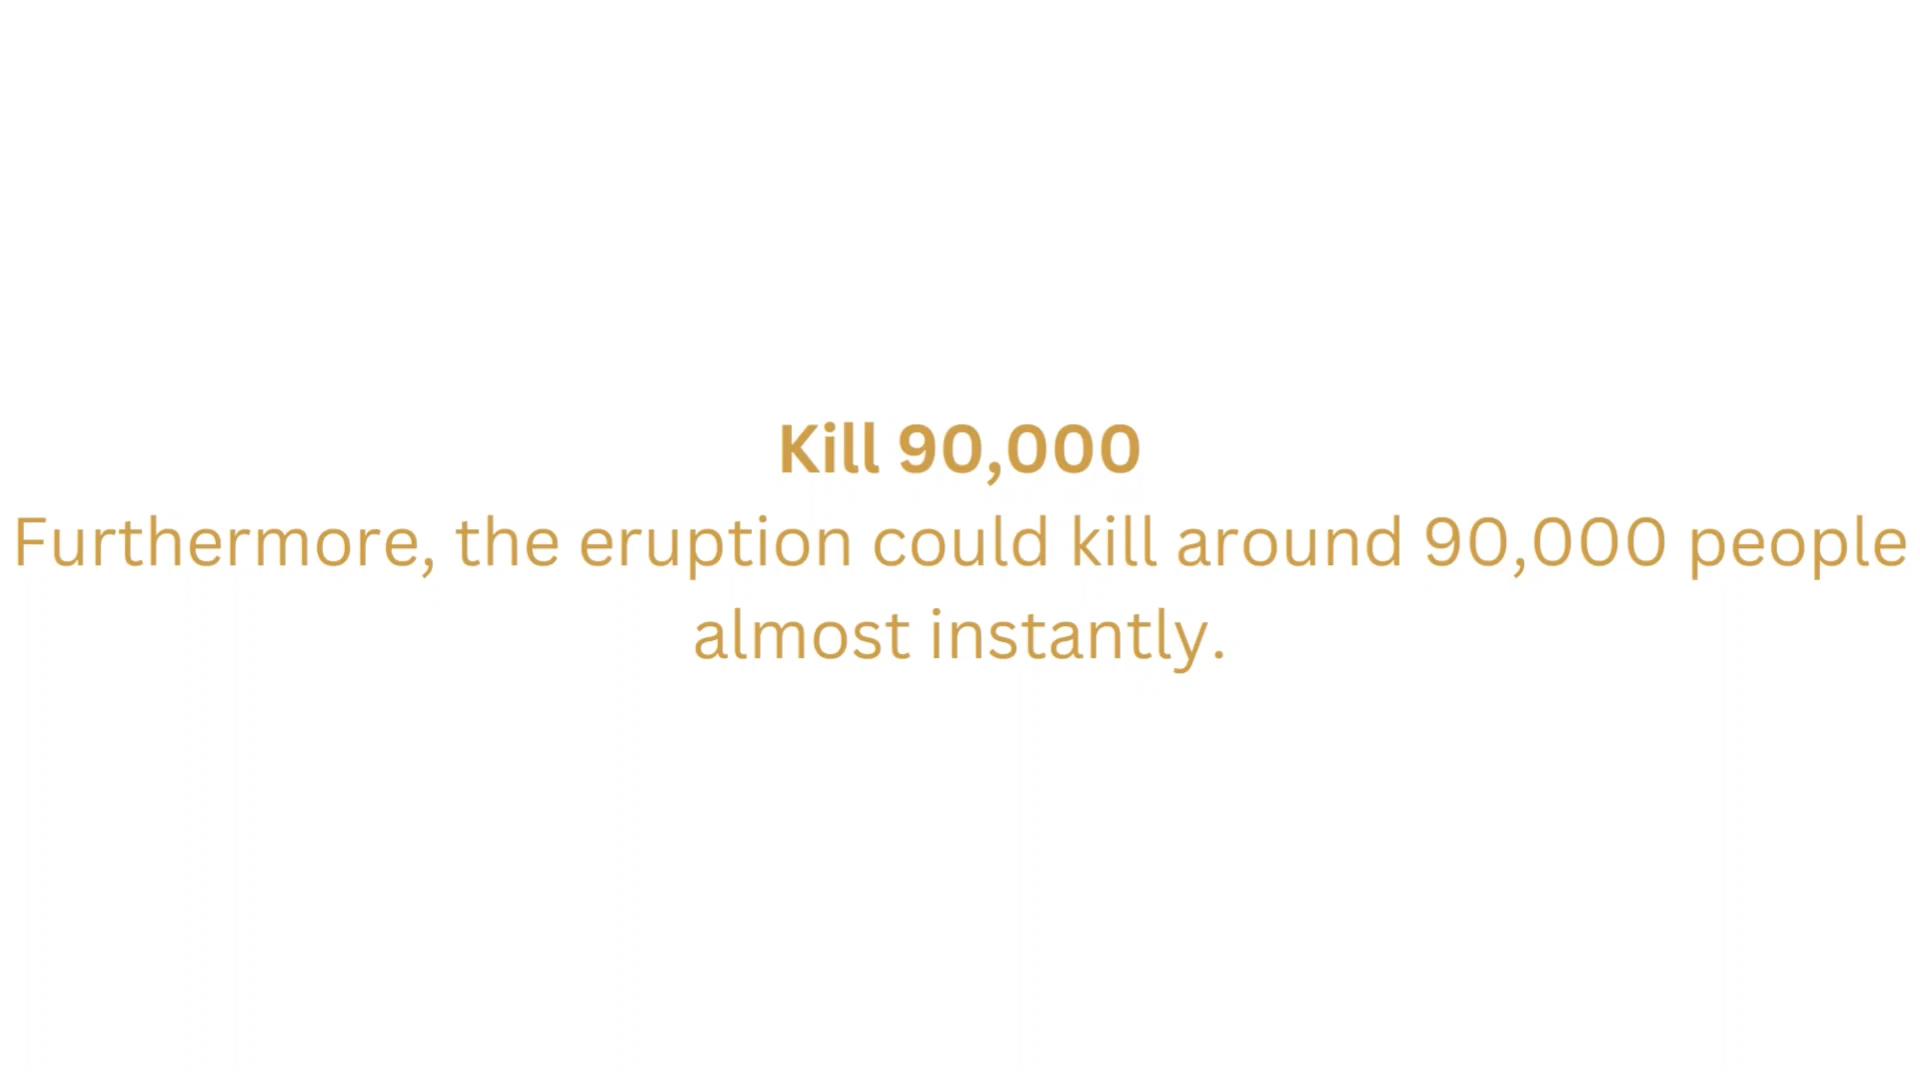 Kill 90,000
Furthermore, the eruption could kill around 90,000 people
almost instantly.